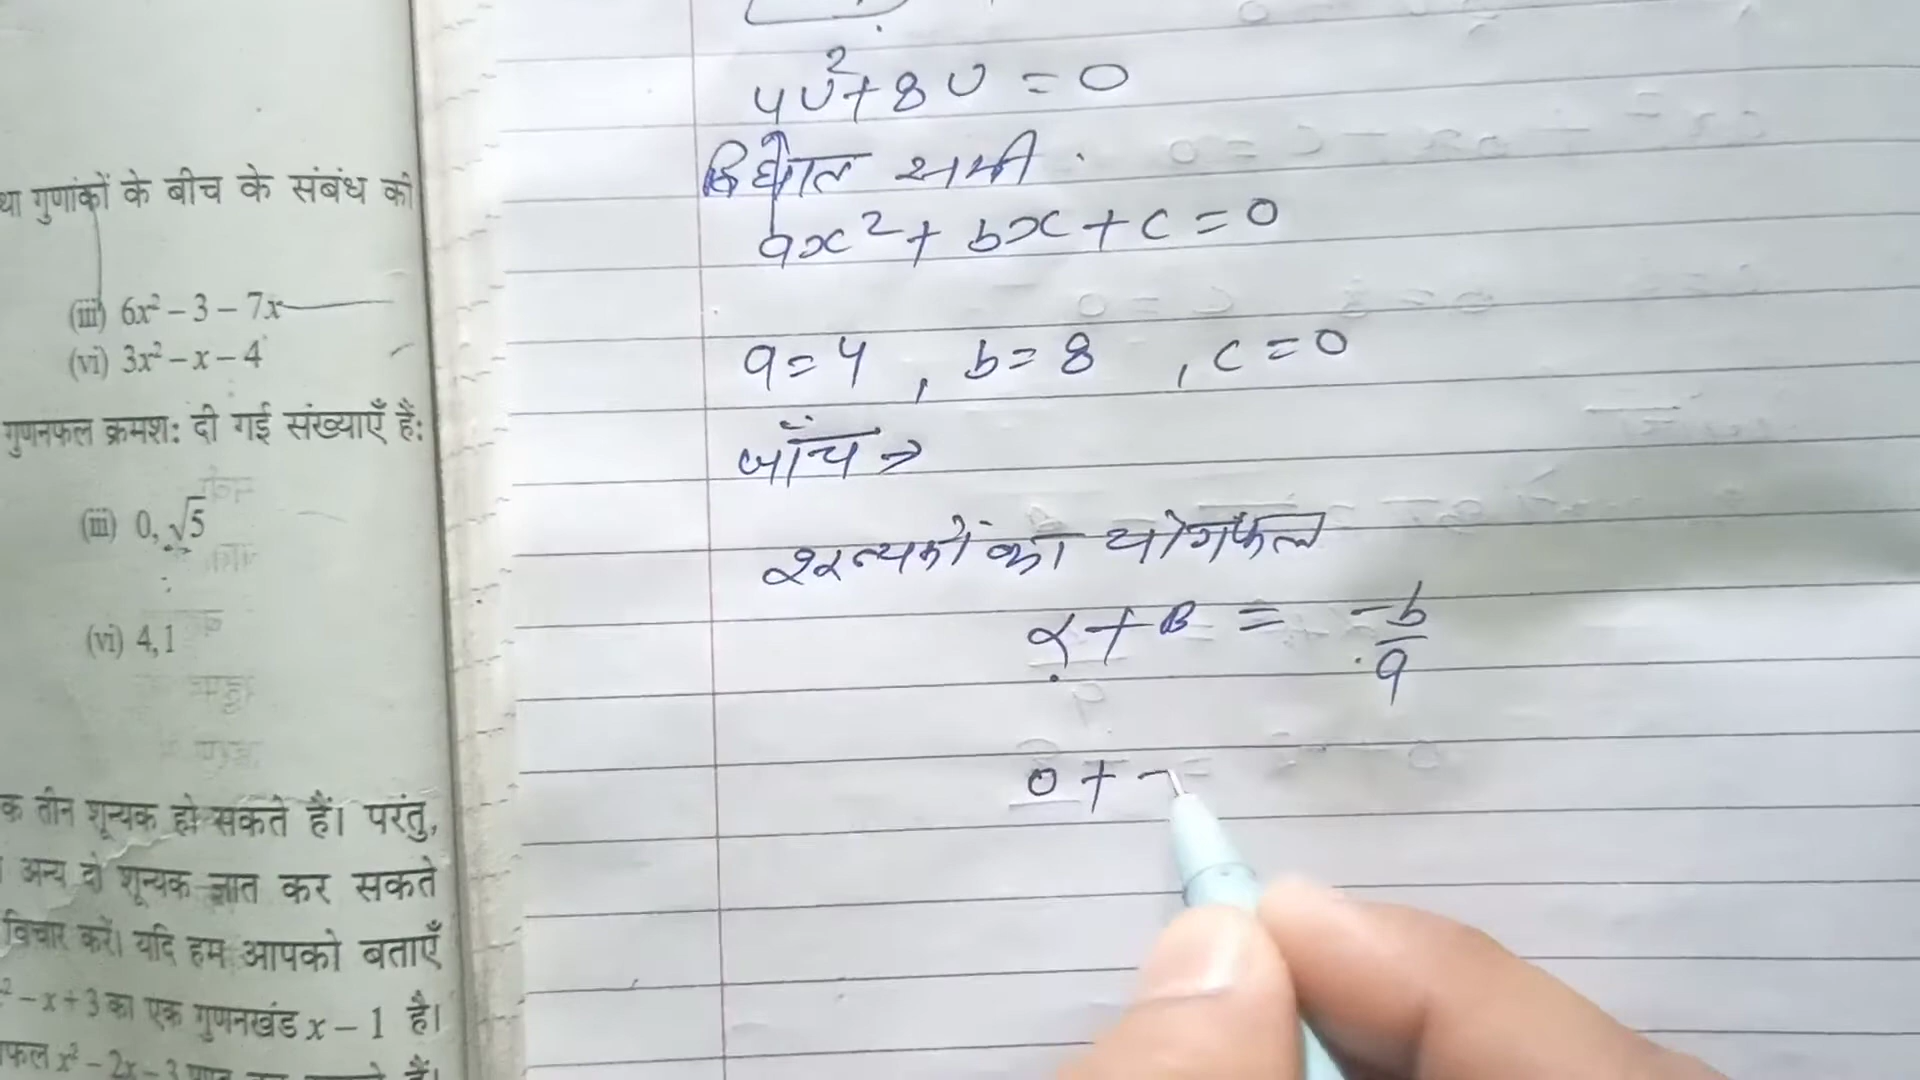 था गुणांकों के बीच के संबंध की
(iii) 6x² – 3 – 7x
(vi) 3x² – x – 4
गुणनफल क्रमशः दी गई संख्याएँ हैं:
(iii) 0, √5
(vi) 4, 1
क तीन शून्यक हो सकते हैं। परंतु,
अन्य दो शून्यक ज्ञात कर सकते
विचार करें। यदि हम आपको बताएँ
² – x + 3 का एक गुणनखंड x – 1 है।
फल x² – 2x – 3
4U² + 8U = 0
द्विघात समी
ax² + bx + c = 0
a = 4 , b = 8 , c = 0
जाँच →
शून्यकों का योगफल
α + B = -b/a
0 + -